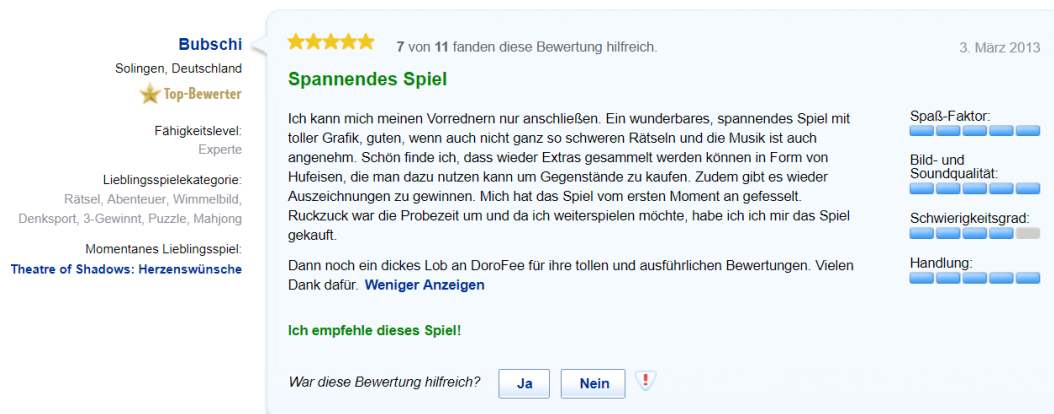 Bubschi
Solingen, Deutschland
Top-Bewerter
Fähigkeitslevel:
Experte
Lieblingsspielekategorie:
Rätsel, Abenteuer, Wimmelbild,
Denksport, 3-Gewinnt, Puzzle, Mahjong
Momentanes Lieblingsspiel:
Theatre of Shadows: Herzenswünsche
7 von 11 fanden diese Bewertung hilfreich.
3. März 2013
Spannendes Spiel
Ich kann mich meinen Vorrednern nur anschließen. Ein wunderbares, spannendes Spiel mit
toller Grafik, guten, wenn auch nicht ganz so schweren Rätseln und die Musik ist auch
angenehm. Schön finde ich, dass wieder Extras gesammelt werden können in Form von
Hufeisen, die man dazu nutzen kann um Gegenstände zu kaufen. Zudem gibt es wieder
Auszeichnungen zu gewinnen. Mich hat das Spiel vom ersten Moment an gefesselt.
Ruckzuck war die Probezeit um und da ich weiterspielen möchte, habe ich ich mir das Spiel
gekauft.
Dann noch ein dickes Lob an DoroFee für ihre tollen und ausführlichen Bewertungen. Vielen
Dank dafür. Weniger Anzeigen
Ich empfehle dieses Spiel!
War diese Bewertung hilfreich? Ja Nein
Spaß-Faktor:
Bild- und
Soundqualität:
Schwierigkeitsgrad:
Handlung: